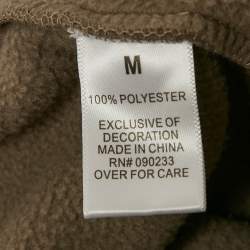 M
100% POLYESTER
EXCLUSIVE OF
DECORATION
MADE IN CHINA
RN# 090233
OVER FOR CARE